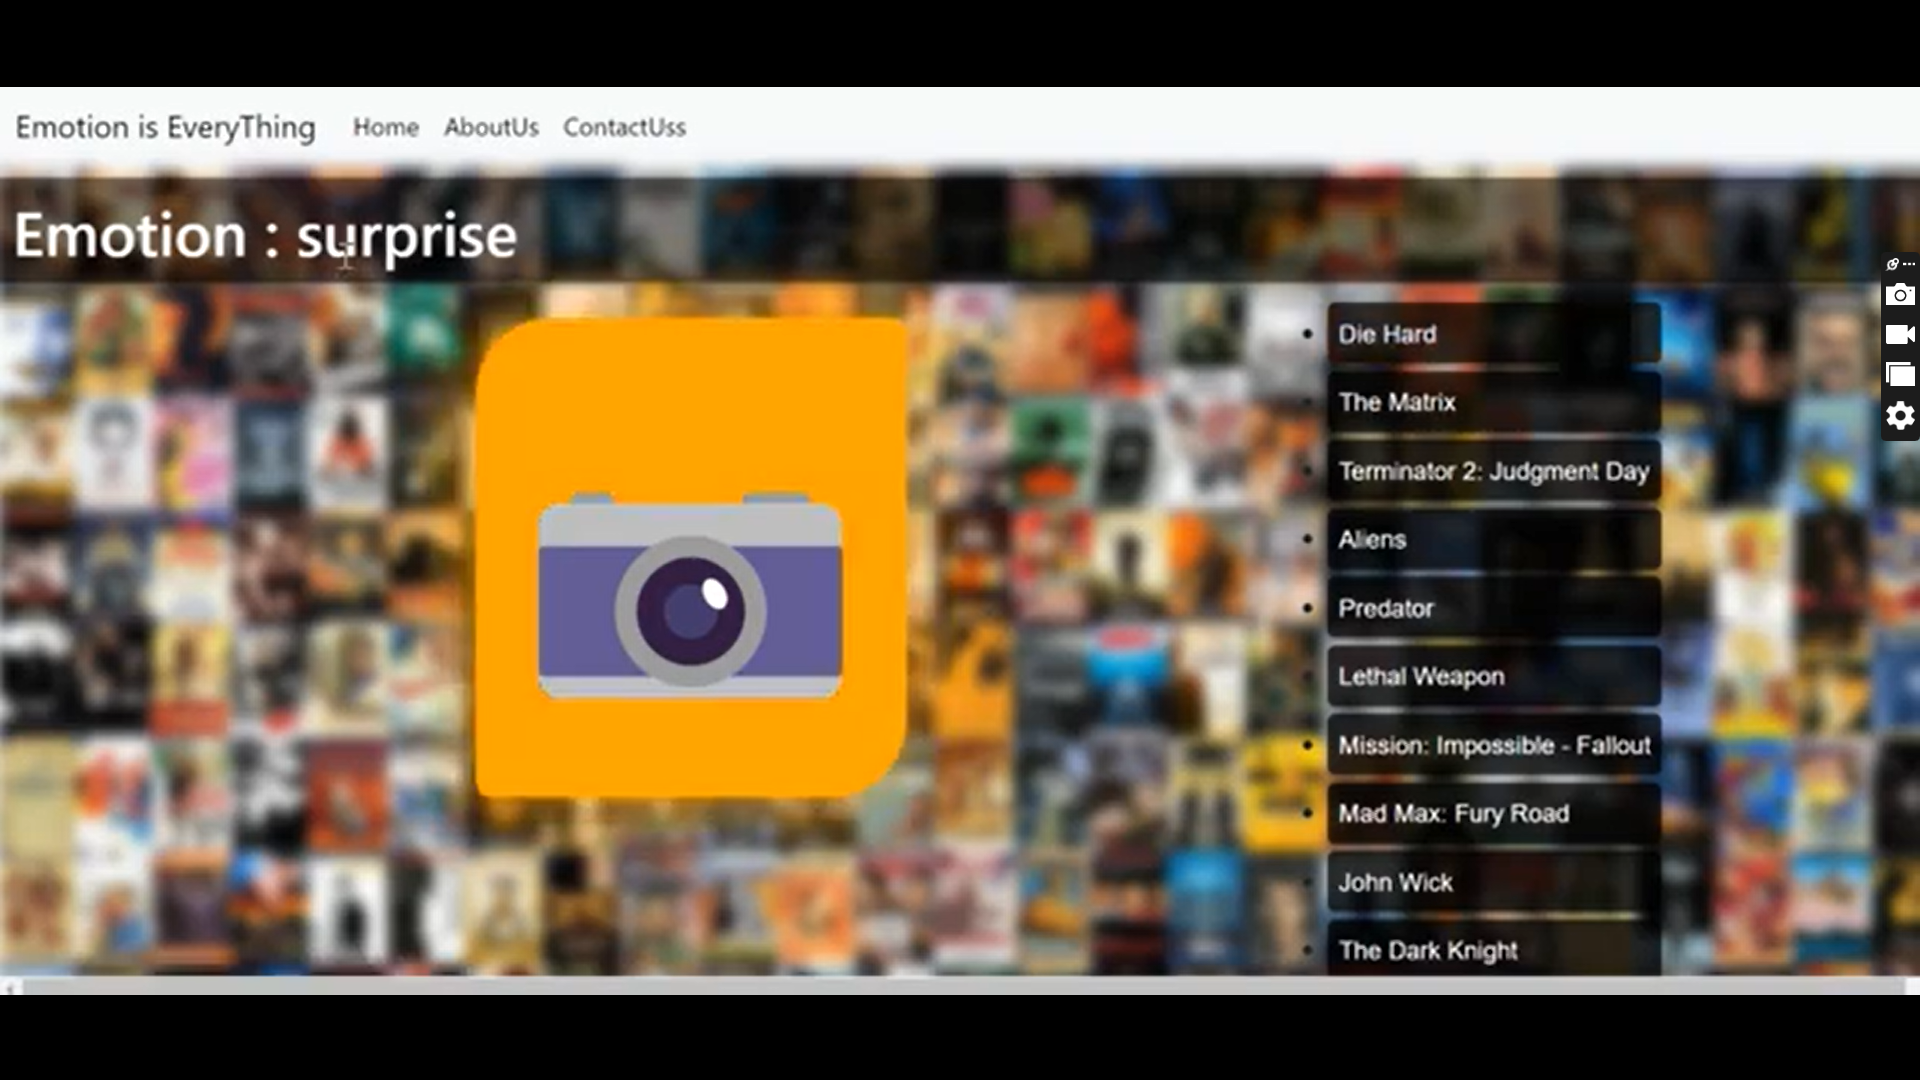 Emotion is EveryThing Home AboutUs ContactUss
Emotion : surprise
Die Hard
The Matrix
Terminator 2: Judgment Day
Aliens
Predator
Lethal Weapon
Mission: Impossible - Fallout
Mad Max: Fury Road
John Wick
The Dark Knight